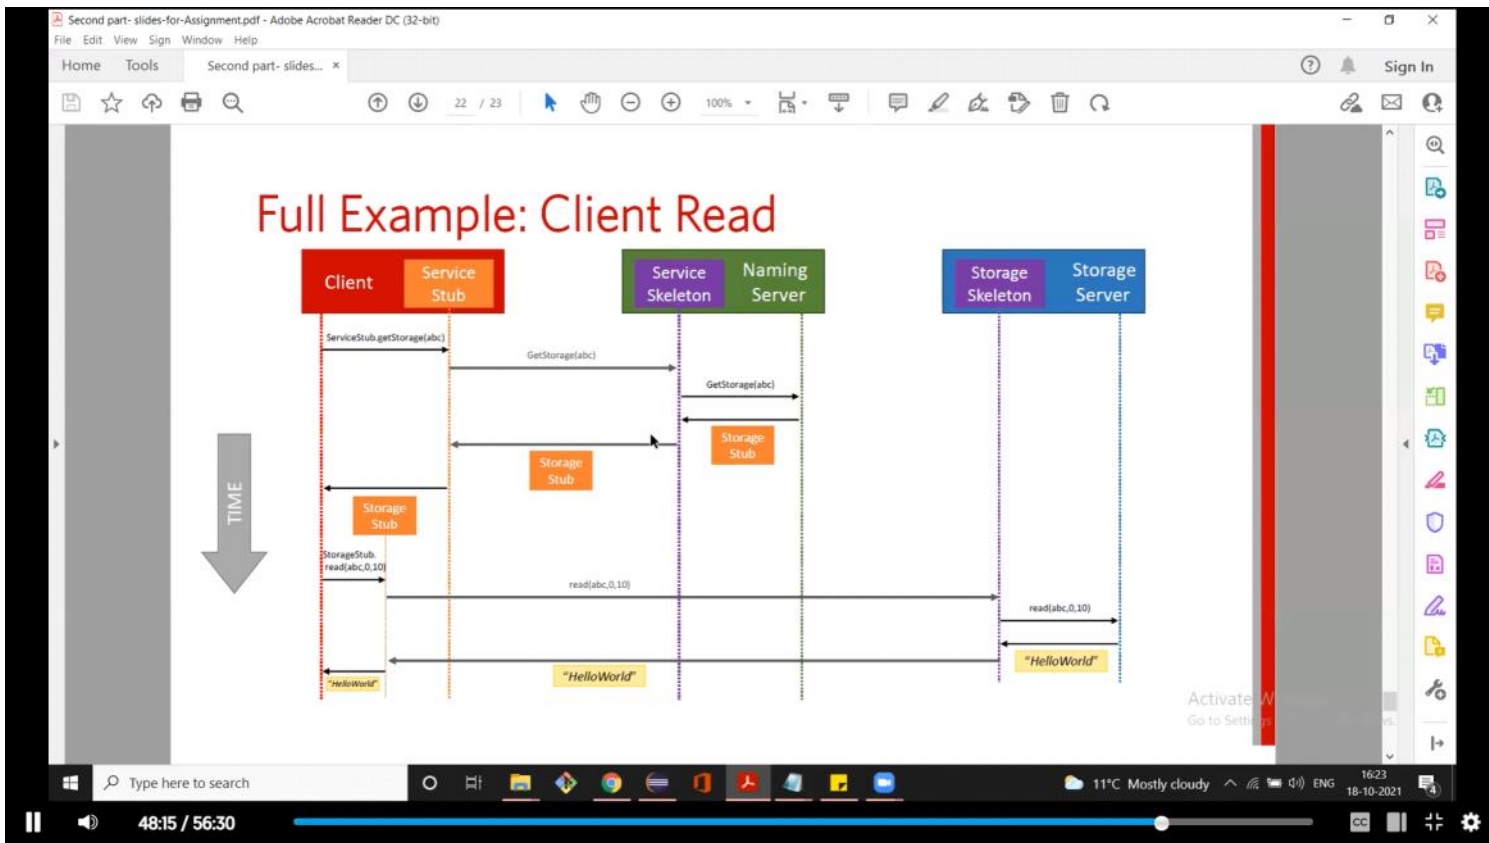 Second part- slides-for-Assignment.pdf - Adobe Acrobat Reader DC (32-bit)
File Edit View Sign Window Help
Home Tools Second part- slides... × Sign In
22 / 23 100%
Full Example: Client Read
Client
Service
Stub
Service
Skeleton
Naming
Server
Storage
Skeleton
Storage
Server
ServiceStub.getStorage(abc)
GetStorage(abc)
GetStorage(abc)
Storage
Stub
Storage
Stub
Storage
Stub
TIME
StorageStub.
read(abc,0,10)
read(abc,0,10)
read(abc,0,10)
"HelloWorld"
"HelloWorld"
"HelloWorld"
Activate W
Go to Settings
Type here to search
11°C Mostly cloudy
ENG
16:23
18-10-2021
4
48:15 / 56:30
CC